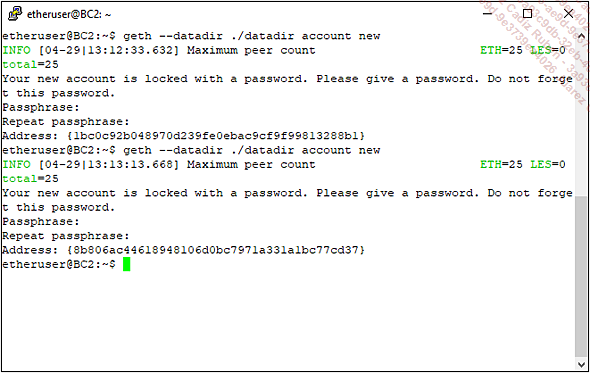 etheruser@BC2: ~
etheruser@BC2:~$ geth --datadir ./datadir account new
INFO [04-29|13:12:33.632] Maximum peer count ETH=25 LES=0
total=25
Your new account is locked with a password. Please give a password. Do not forge
t this password.
Passphrase:
Repeat passphrase:
Address: {1bc0c92b048970d239fe0ebac9cf9f99813288b1}
etheruser@BC2:~$ geth --datadir ./datadir account new
INFO [04-29|13:13:13.668] Maximum peer count ETH=25 LES=0
total=25
Your new account is locked with a password. Please give a password. Do not forge
t this password.
Passphrase:
Repeat passphrase:
Address: {8b806ac44618948106d0bc7971a331a1bc77cd37}
etheruser@BC2:~$